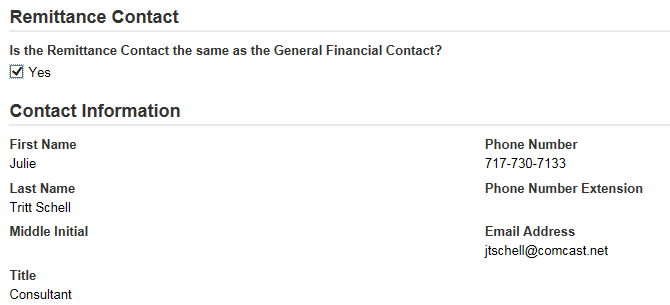 Remittance Contact
Is the Remittance Contact the same as the General Financial Contact?
Yes
Contact Information
First Name
Julie
Phone Number
717-730-7133
Last Name
Tritt Schell
Phone Number Extension
Middle Initial
Email Address
jtschell@comcast.net
Title
Consultant